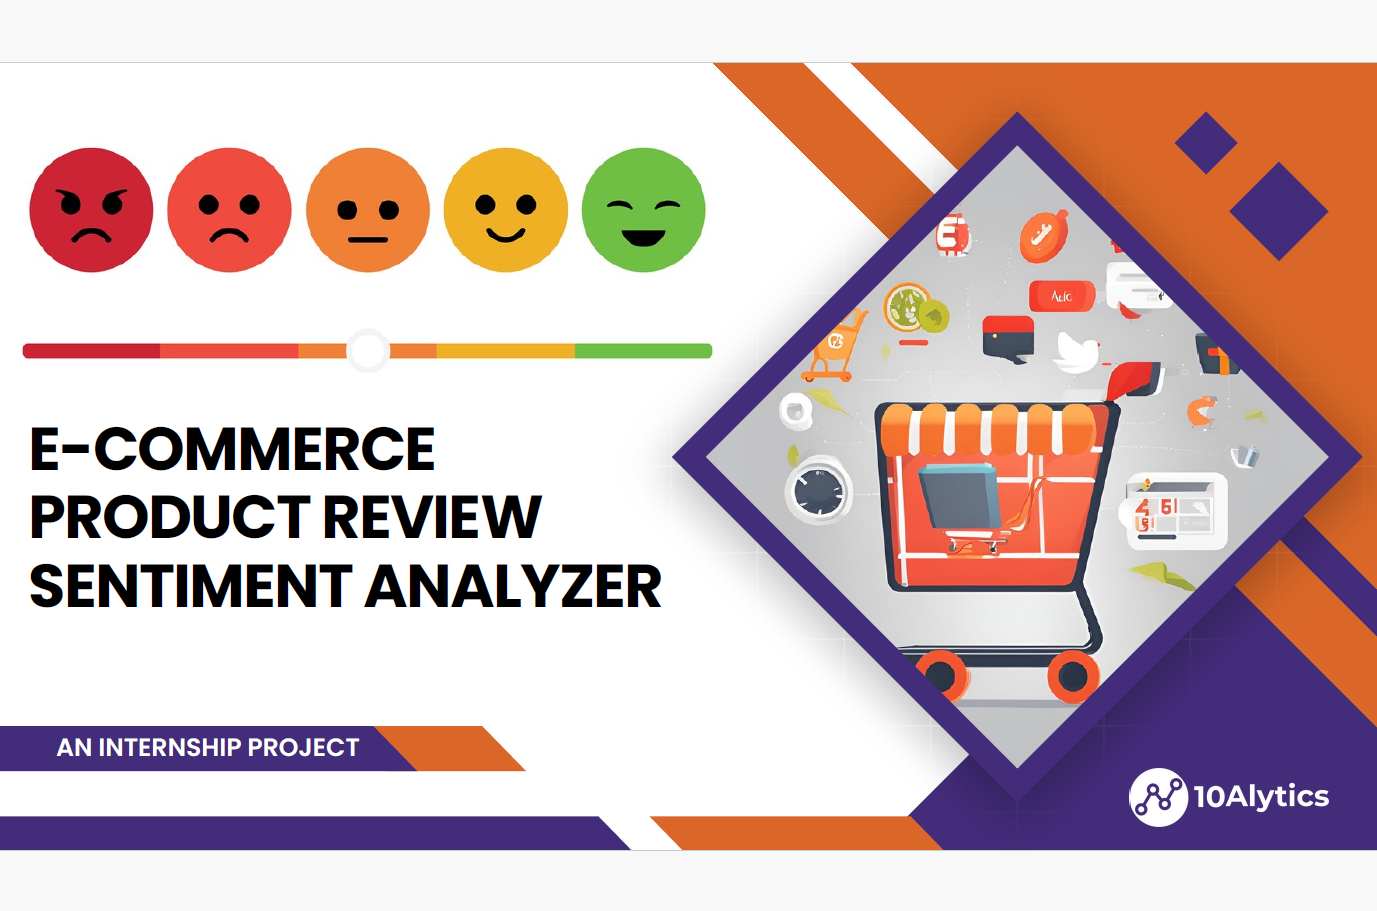 E-COMMERCE
PRODUCT REVIEW
SENTIMENT ANALYZER
AN INTERNSHIP PROJECT
10Alytics